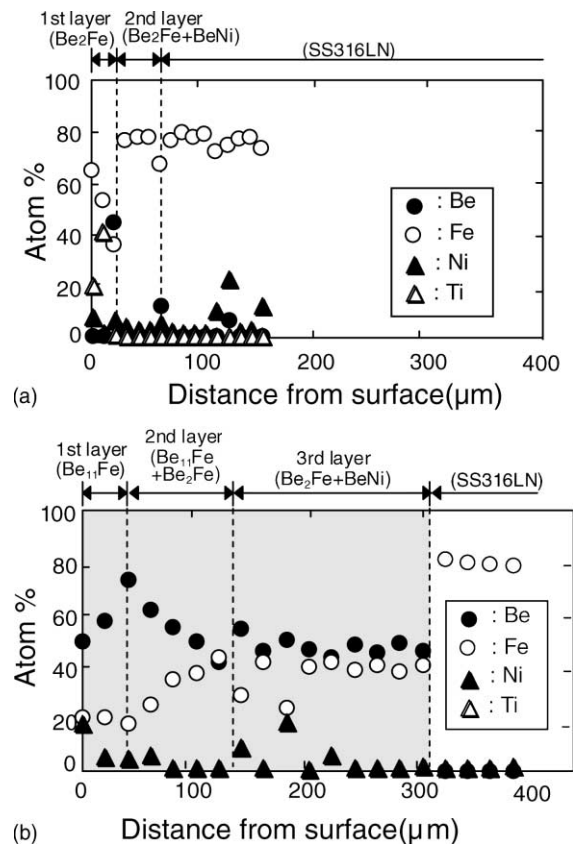 1st layer
(Be₂Fe)
2nd layer
(Be₂Fe+BeNi)
(SS316LN)
100
80
60
40
20
0
Atom %
● : Be
○ : Fe
▲ : Ni
△ : Ti
0 100 200 300 400
Distance from surface(μm)
(a)
1st layer
(Be₁₁Fe)
2nd layer
(Be₁₁Fe
+Be₂Fe)
3rd layer
(Be₂Fe+BeNi)
(SS316LN)
100
80
60
40
20
0
Atom %
● : Be
○ : Fe
▲ : Ni
△ : Ti
0 100 200 300 400
Distance from surface(μm)
(b)